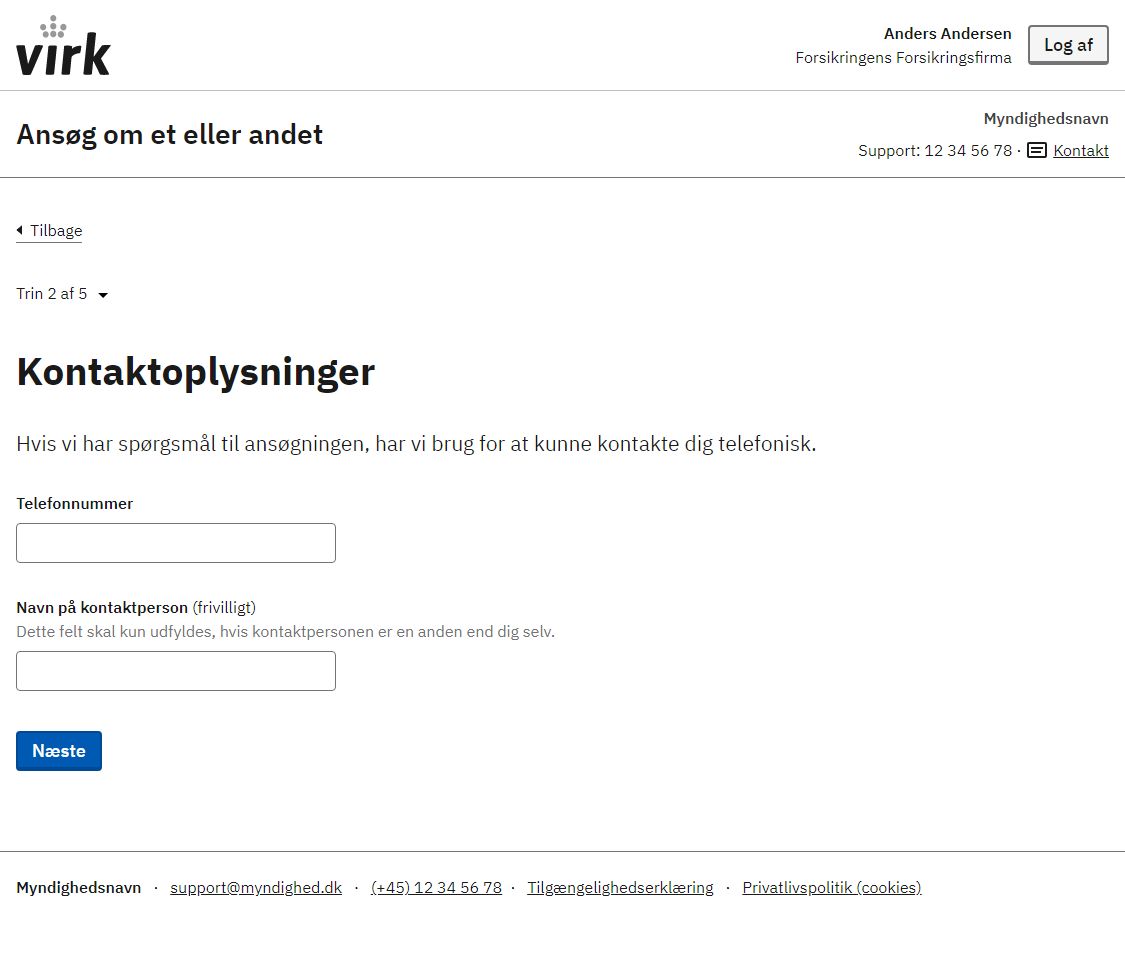 virk
Anders Andersen
Forsikringens Forsikringsfirma
Log af
Ansøg om et eller andet
Myndighedsnavn
Support: 12 34 56 78 · Kontakt
Tilbage
Trin 2 af 5
Kontaktoplysninger
Hvis vi har spørgsmål til ansøgningen, har vi brug for at kunne kontakte dig telefonisk.
Telefonnummer
Navn på kontaktperson (frivilligt)
Dette felt skal kun udfyldes, hvis kontaktpersonen er en anden end dig selv.
Næste
Myndighedsnavn · support@myndighed.dk · (+45) 12 34 56 78 · Tilgængelighedserklæring · Privatlivspolitik (cookies)